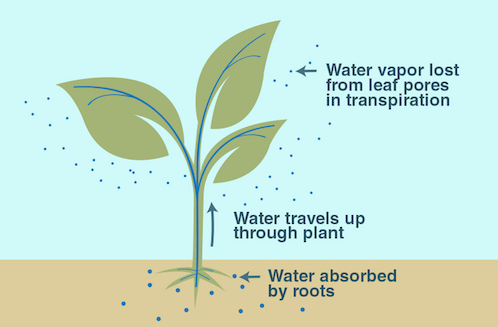 Water vapor lost
from leaf pores
in transpiration
Water travels up
through plant
Water absorbed
by roots